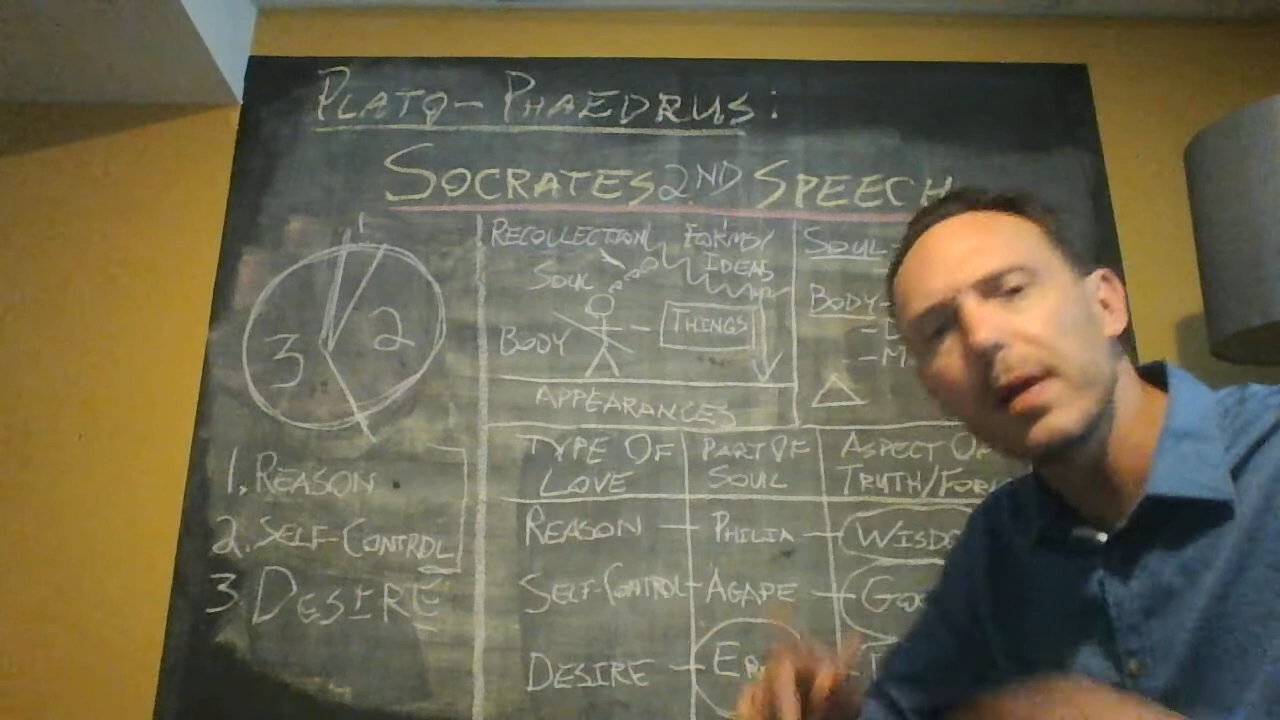 PLATO - PHAEDRUS:
SOCRATES 2ND SPEECH
1
2
3
1. REASON
2. SELF-CONTROL
3. DESIRE
RECOLLECTION
FORMS/
IDEAS
SOUL
BODY
THINGS
APPEARANCES
SOUL-
BODY-
TYPE OF LOVE
PART OF SOUL
ASPECT OF
TRUTH/
REASON - PHILIA -
SELF-CONTROL - AGAPE -
DESIRE -